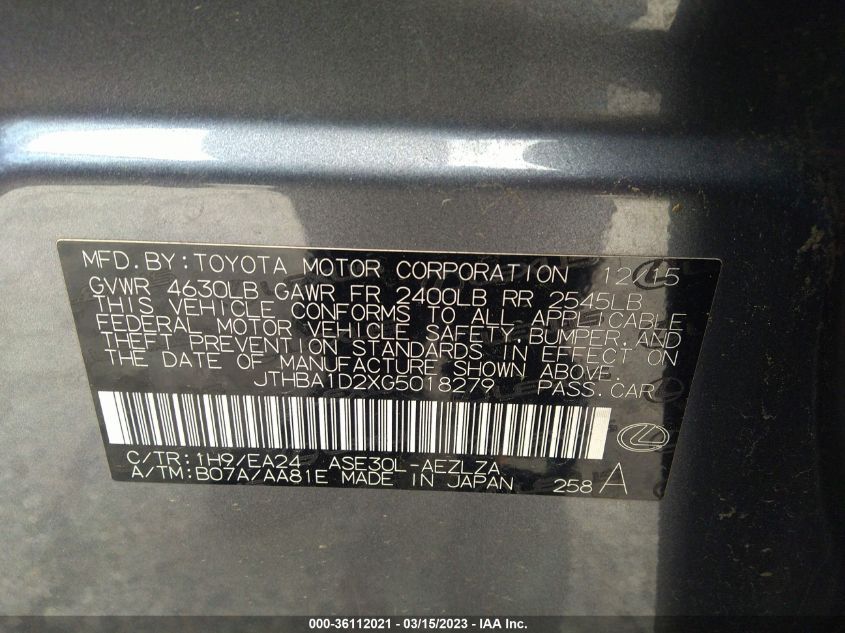 MFD.BY:TOYOTA MOTOR CORPORATION 12/15
GVWR 4630LB GAWR FR 2400LB RR 2545LB
THIS VEHICLE CONFORMS TO ALL APPLICABLE
FEDERAL MOTOR VEHICLE SAFETY,BUMPER,AND
THEFT PREVENTION STANDARDS IN EFFECT ON
THE DATE OF MANUFACTURE SHOWN ABOVE.
JTHBA1D2XG5018279 PASS.CAR
C/TR:1H9/EA24 ASE30L-AEZLZA
A/TM:B07A/AA81E MADE IN JAPAN 258 A
000-36112021 - 03/15/2023 - IAA Inc.